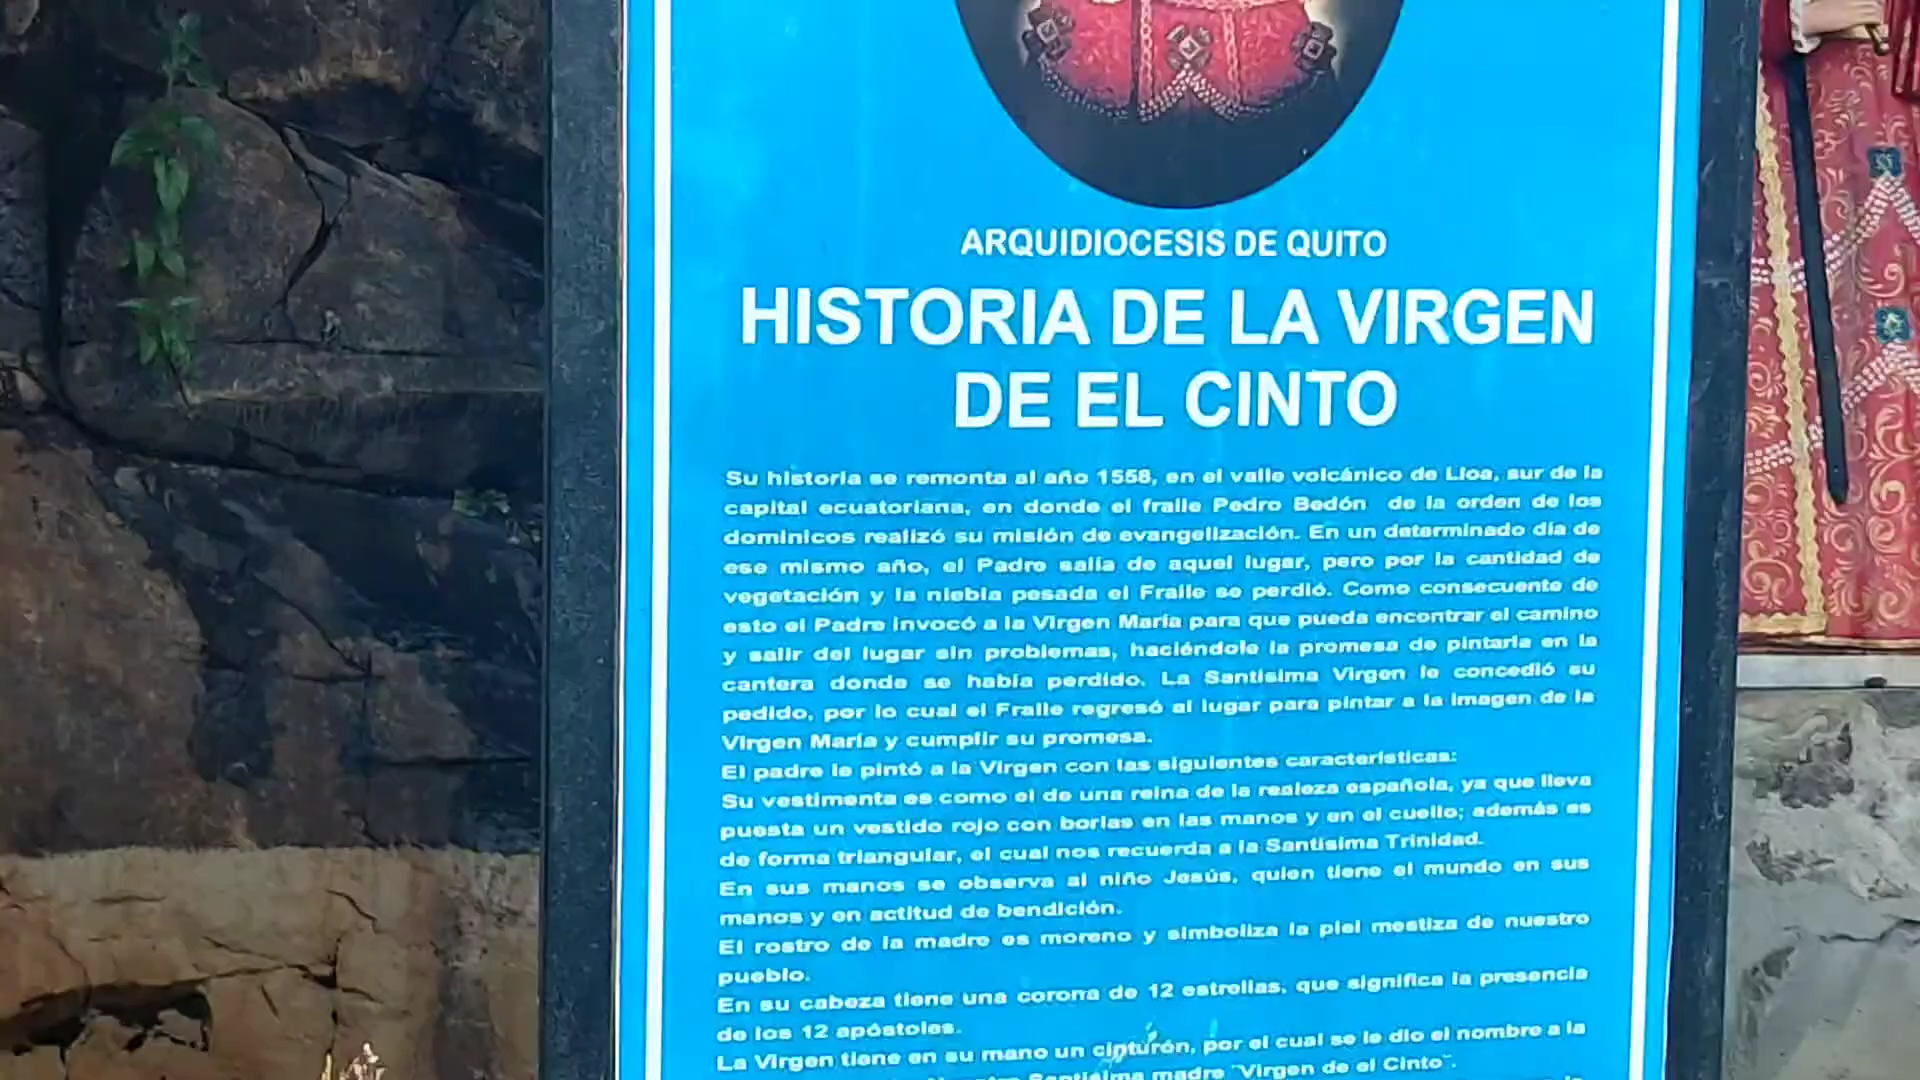 ARQUIDIOCESIS DE QUITO
HISTORIA DE LA VIRGEN
DE EL CINTO
Su historia se remonta al año 1558, en el valle volcánico de Lloa, sur de la
capital ecuatoriana, en donde el fraile Pedro Bedón de la orden de los
dominicos realizó su misión de evangelización. En un determinado día de
ese mismo año, el Padre salía de aquel lugar, pero por la cantidad de
vegetación y la niebla pesada el Fraile se perdió. Como consecuente de
esto el Padre invocó a la Virgen María para que pueda encontrar el camino
y salir del lugar sin problemas, haciéndole la promesa de pintarla en la
cantera donde se había perdido. La Santísima Virgen le concedió su
pedido, por lo cual el Fraile regresó al lugar para pintar a la imagen de la
Virgen María y cumplir su promesa.
El padre le pintó a la Virgen con las siguientes características:
Su vestimenta es como el de una reina de la realeza española, ya que lleva
puesta un vestido rojo con borlas en las manos y en el cuello; además es
de forma triangular, el cual nos recuerda a la Santísima Trinidad.
En sus manos se observa al niño Jesús, quien tiene el mundo en sus
manos y en actitud de bendición.
El rostro de la madre es moreno y simboliza la piel mestiza de nuestro
pueblo.
En su cabeza tiene una corona de 12 estrellas, que significa la presencia
de los 12 apóstoles.
La Virgen tiene en su mano un cinturón, por el cual se le dio el nombre a la
Santísima madre "Virgen de el Cinto".